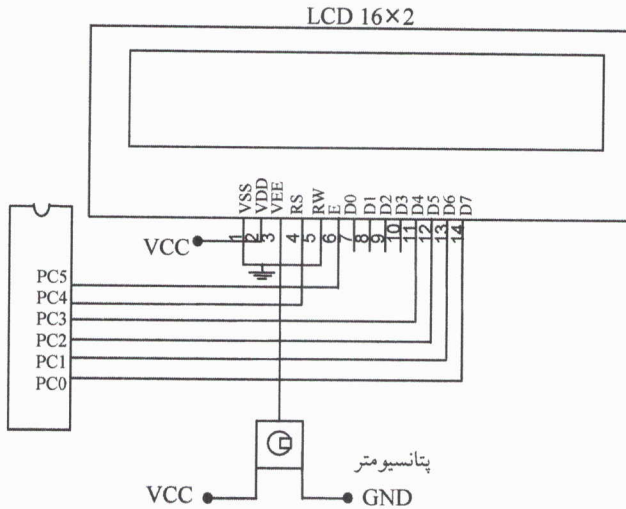 LCD 16×2
VSS
VDD
VEE
RS
RW
E
D0
D1
D2
D3
D4
D5
D6
D7
1
2
3
4
5
6
7
8
9
10
11
12
13
14
VCC
PC5
PC4
PC3
PC2
PC1
PC0
پتانسیومتر
VCC
GND